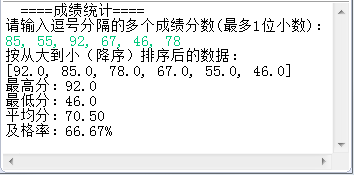 ====成绩统计====
请输入逗号分隔的多个成绩分数(最多1位小数):
85, 55, 92, 67, 46, 78
按从大到小（降序）排序后的数据:
[92.0, 85.0, 78.0, 67.0, 55.0, 46.0]
最高分: 92.0
最低分: 46.0
平均分: 70.50
及格率: 66.67%